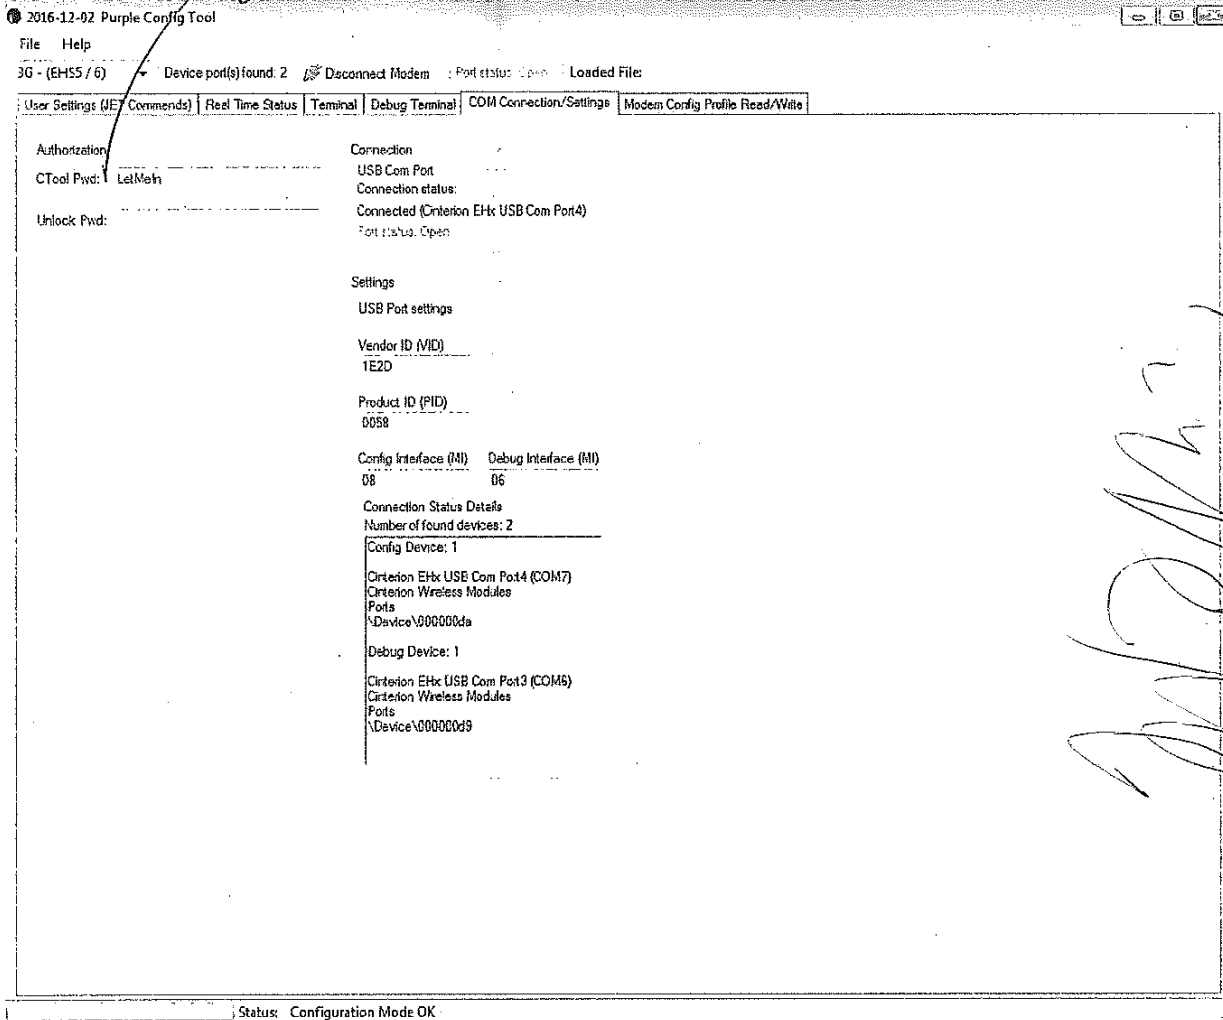 2016-12-02 Purple Config Tool
File Help
3G - (EHS5 / 6) Device port(s) found: 2 Disconnect Modem Port status: Open Loaded File:
User Settings (JET Commends) Real Time Status Terminal Debug Terminal COM Connection/Settings Modem Config Profile Read/Write
Authorization
CTool Pwd: LetMeIn
Unlock Pwd:
Connection
USB Com Port
Connection status:
Connected (Cinterion EHx USB Com Port4)
Port status: Open
Settings
USB Port settings
Vendor ID (VID)
1E2D
Product ID (PID)
0058
Config Interface (MI) Debug Interface (MI)
08 06
Connection Status Details
Number of found devices: 2
Config Device: 1
Cinterion EHx USB Com Port4 (COM7)
Cinterion Wireless Modules
Ports
\Device\000000da
Debug Device: 1
Cinterion EHx USB Com Port3 (COM6)
Cinterion Wireless Modules
Ports
\Device\000000d9
Status: Configuration Mode OK